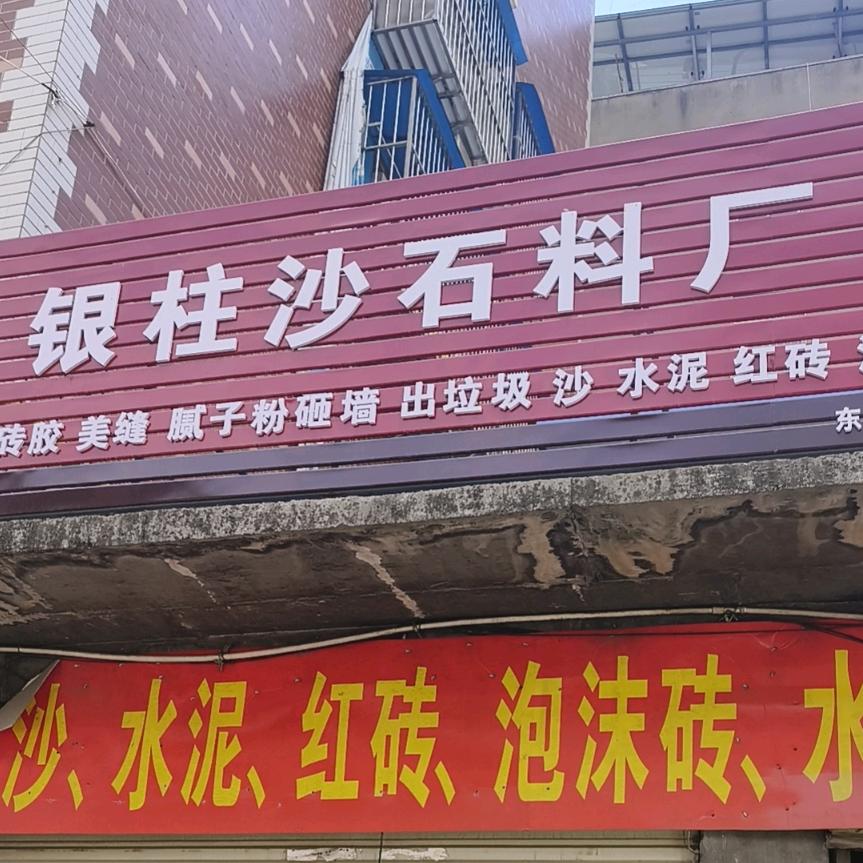 银柱沙石料厂
砖胶 美缝 腻子粉砸墙 出垃圾 沙 水泥 红砖
东
沙、水泥、红砖、泡沫砖、水